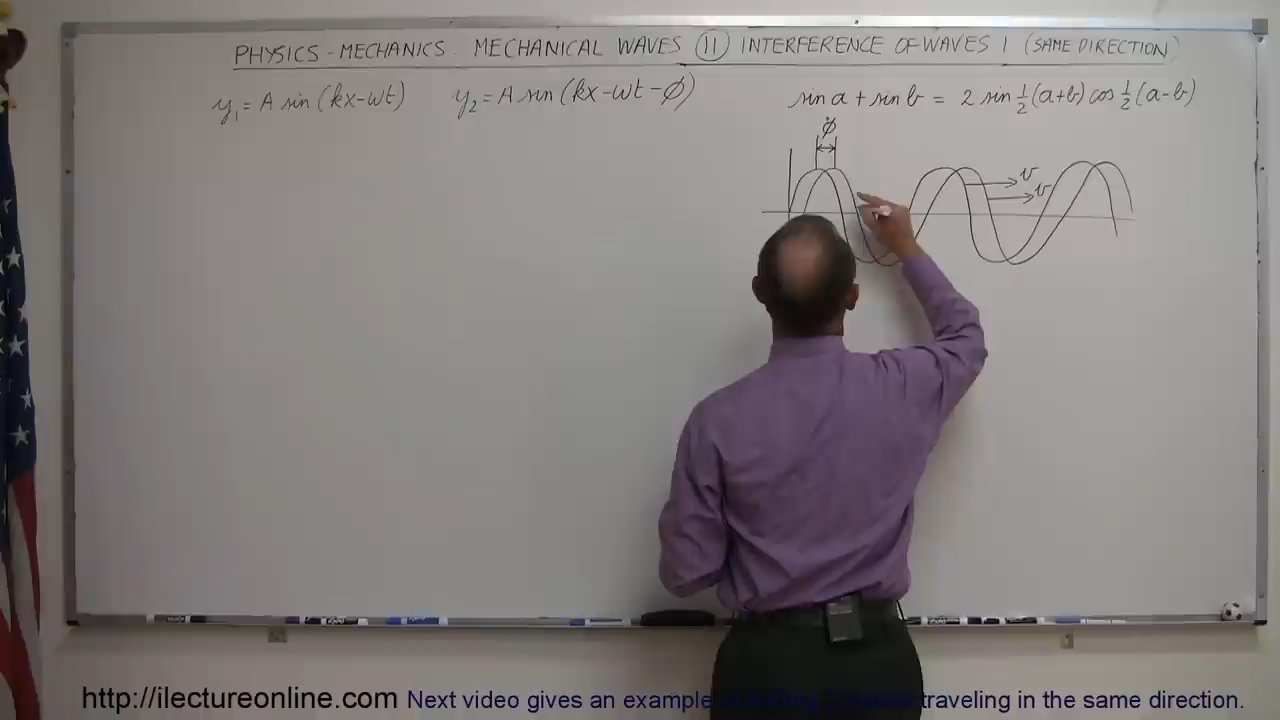 PHYSICS - MECHANICS. MECHANICAL WAVES (11) INTERFERENCE OF WAVES 1 (SAME DIRECTION)
y₁ = A sin (kx-ωt) y₂ = A sin (kx-ωt-Φ) sin a + sin b = 2 sin ½ (a+b) cos ½ (a-b)
Φ
v
v
http://ilectureonline.com Next video gives an example traveling in the same direction.